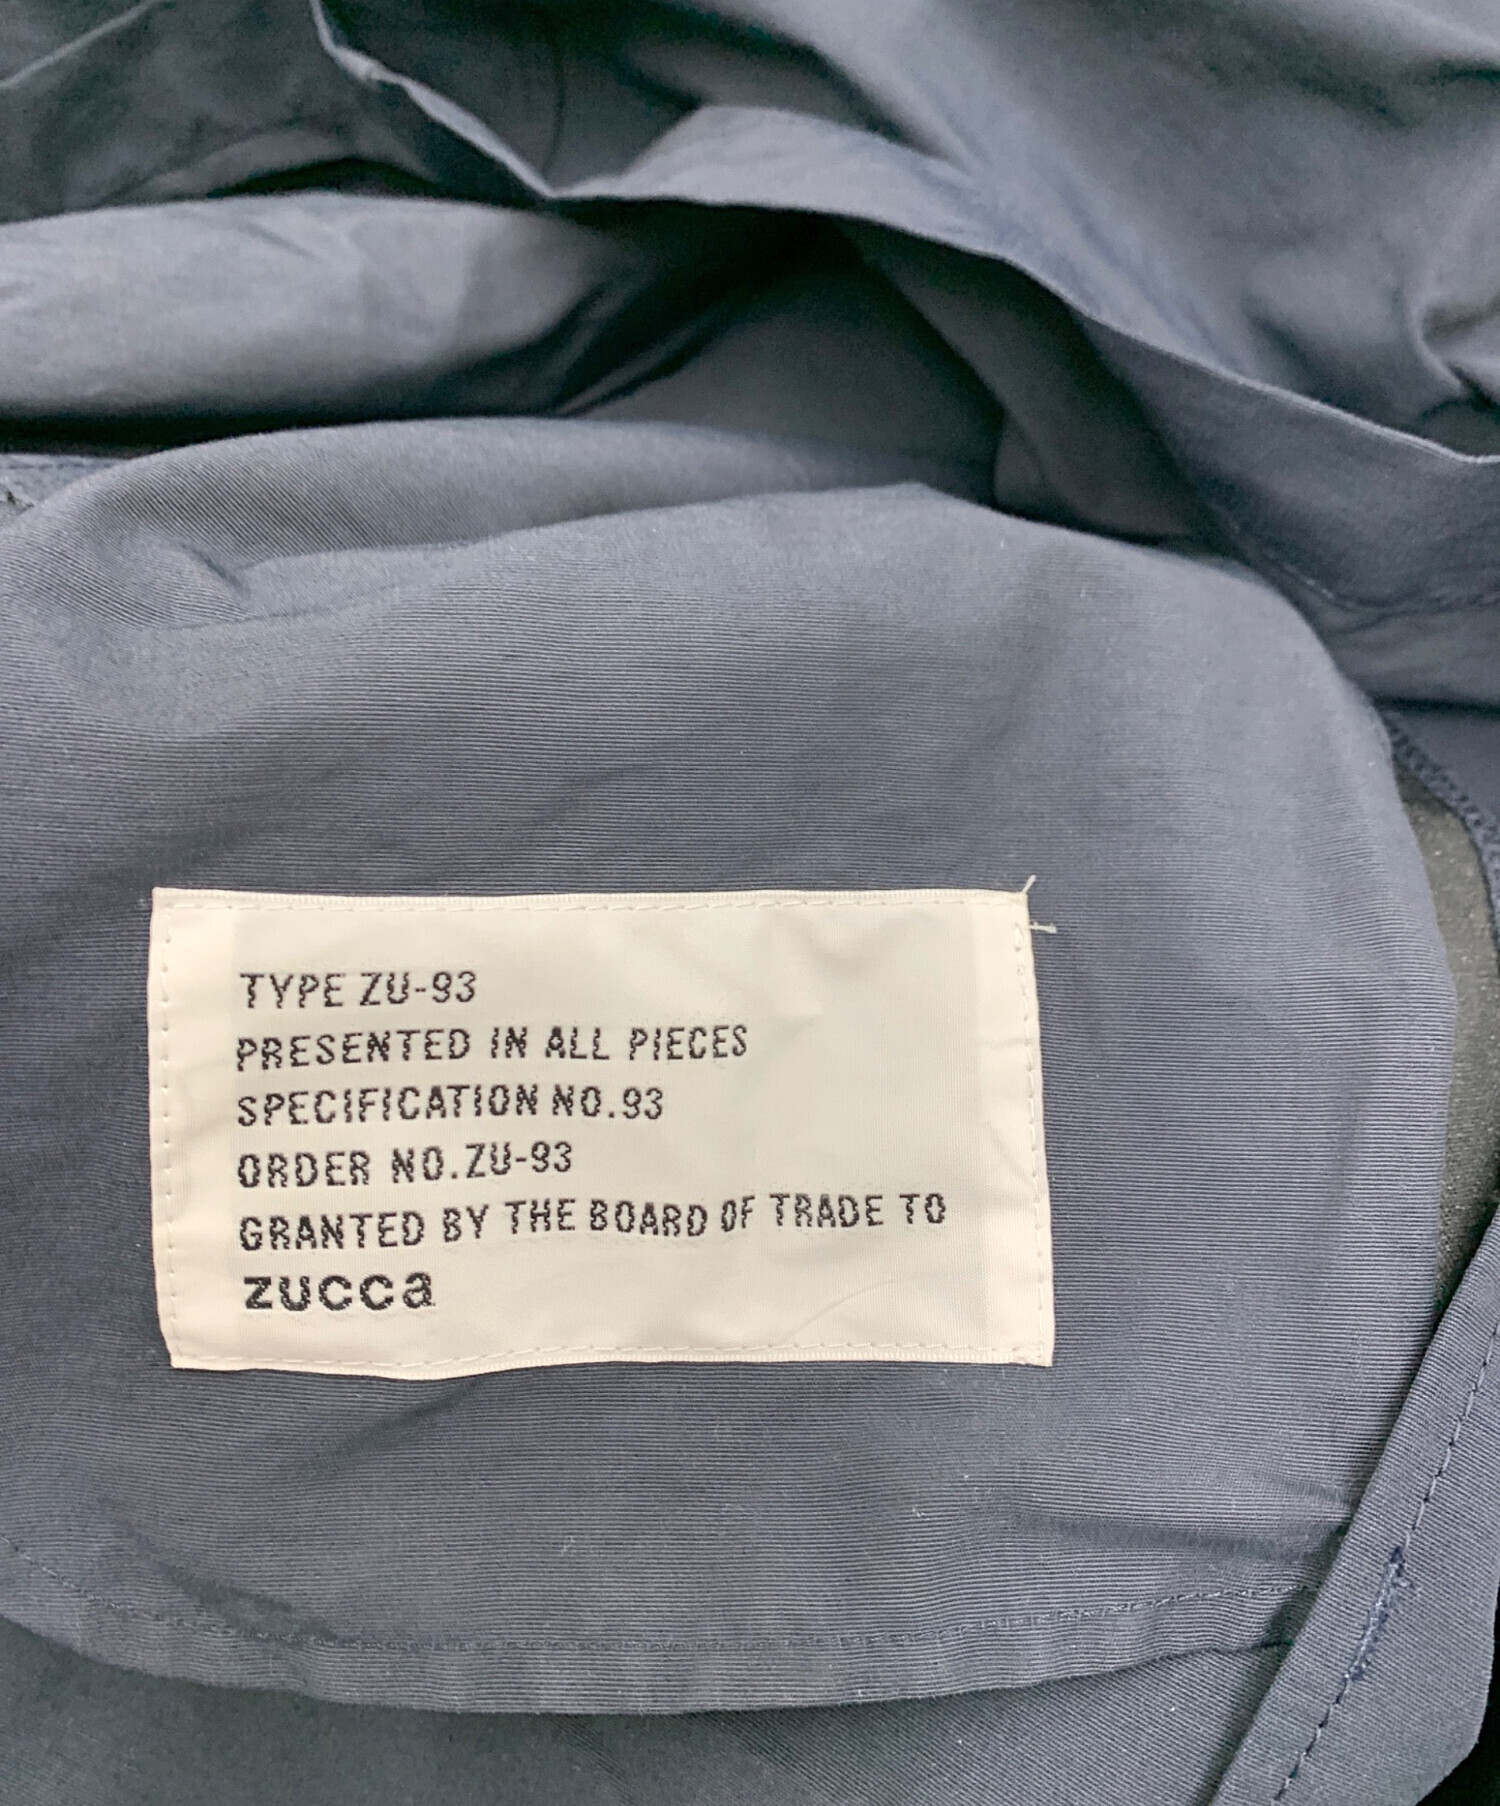 TYPE ZU-93
PRESENTED IN ALL PIECES
SPECIFICATION NO.93
ORDER NO.ZU-93
GRANTED BY THE BOARD OF TRADE TO
zucca